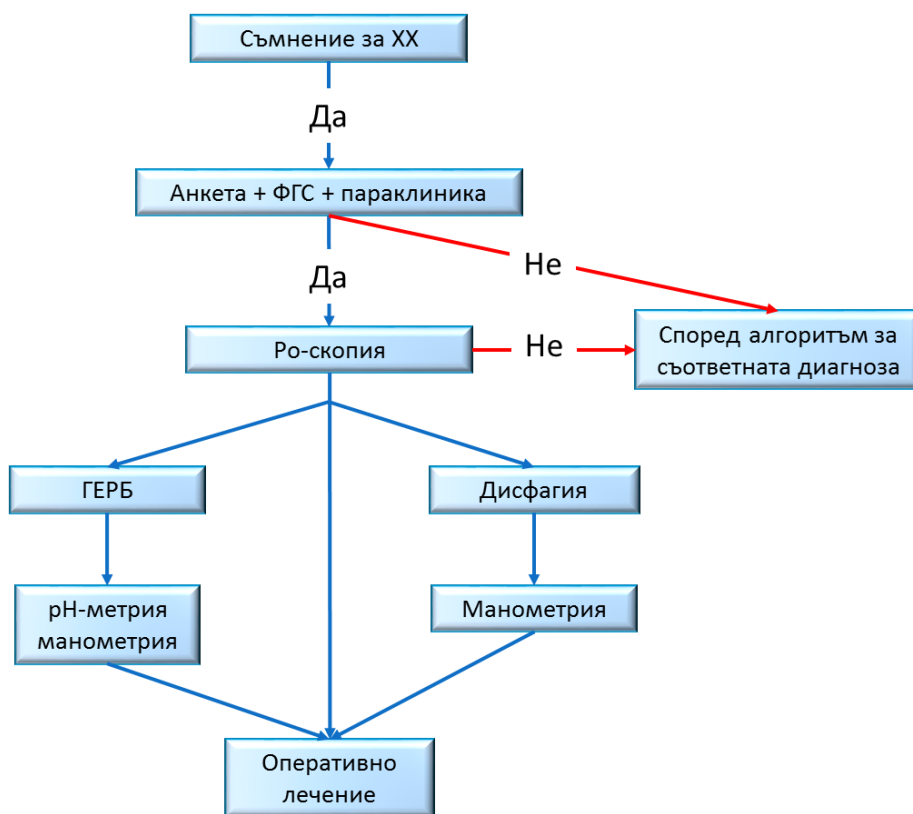 Съмнение за ХХ
Да
Анкета + ФГС + параклиника
Не
Да
Според алгоритъм за
съответната диагноза
Ро-скопия
Не
ГЕРБ
Дисфагия
pH-метрия
манометрия
Манометрия
Оперативно
лечение